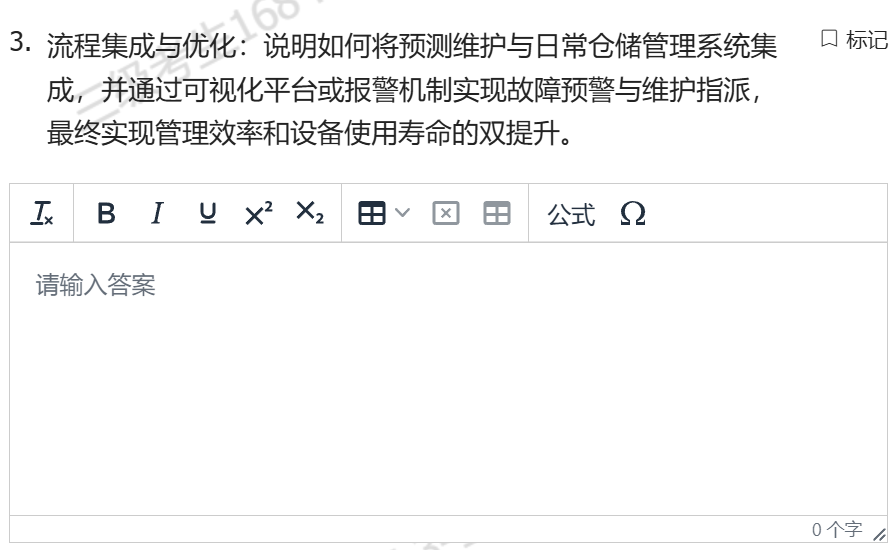 3. 流程集成与优化：说明如何将预测维护与日常仓储管理系统集
标记
成，并通过可视化平台或报警机制实现故障预警与维护指派，
最终实现管理效率和设备使用寿命的双提升。
B I U X² X₂ 公式 Ω
请输入答案
0 个字